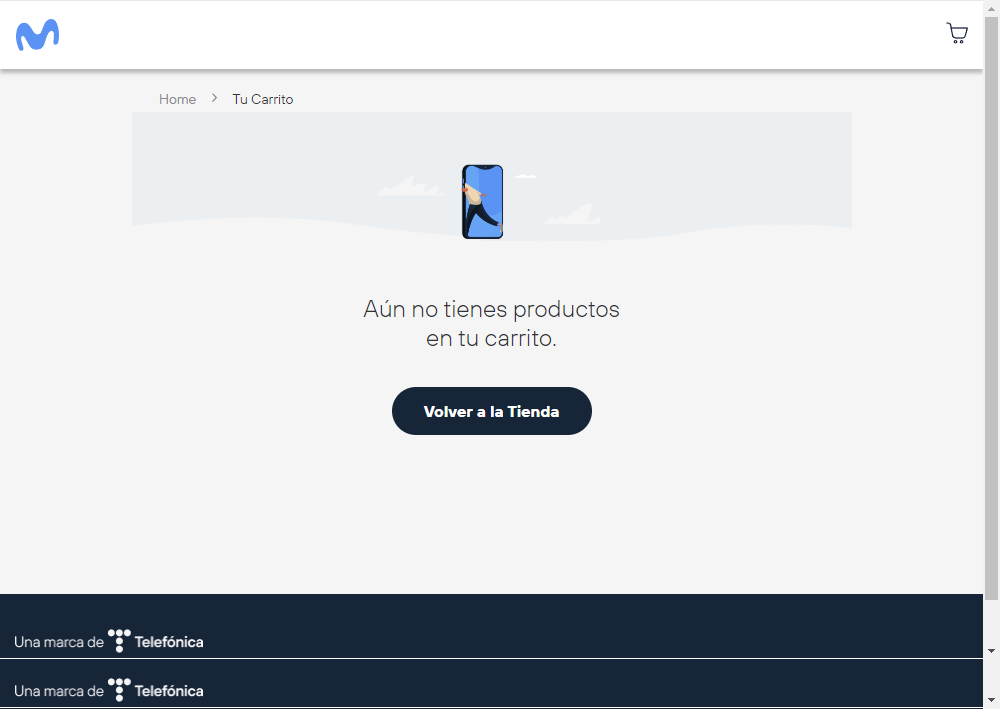 Home > Tu Carrito
Aún no tienes productos
en tu carrito.
Volver a la Tienda
Una marca de Telefónica
Una marca de Telefónica